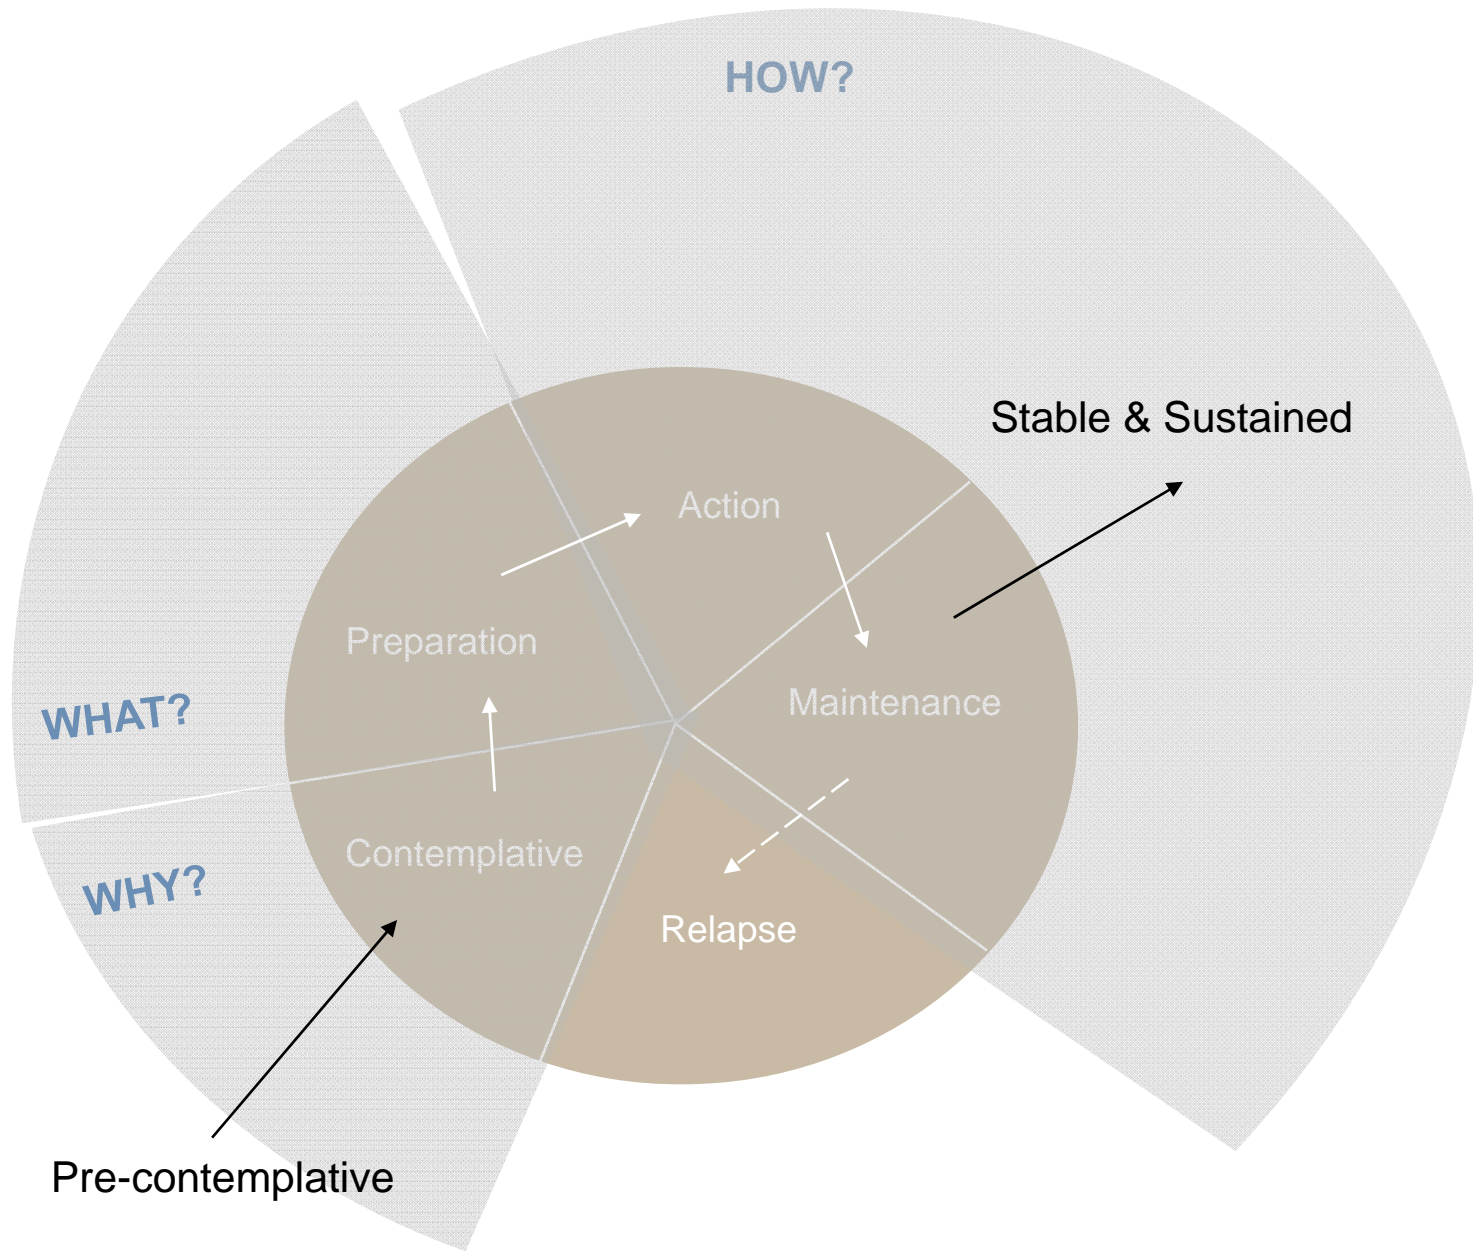 HOW?
Stable & Sustained
Action
Preparation
Maintenance
WHAT?
Contemplative
WHY?
Relapse
Pre-contemplative